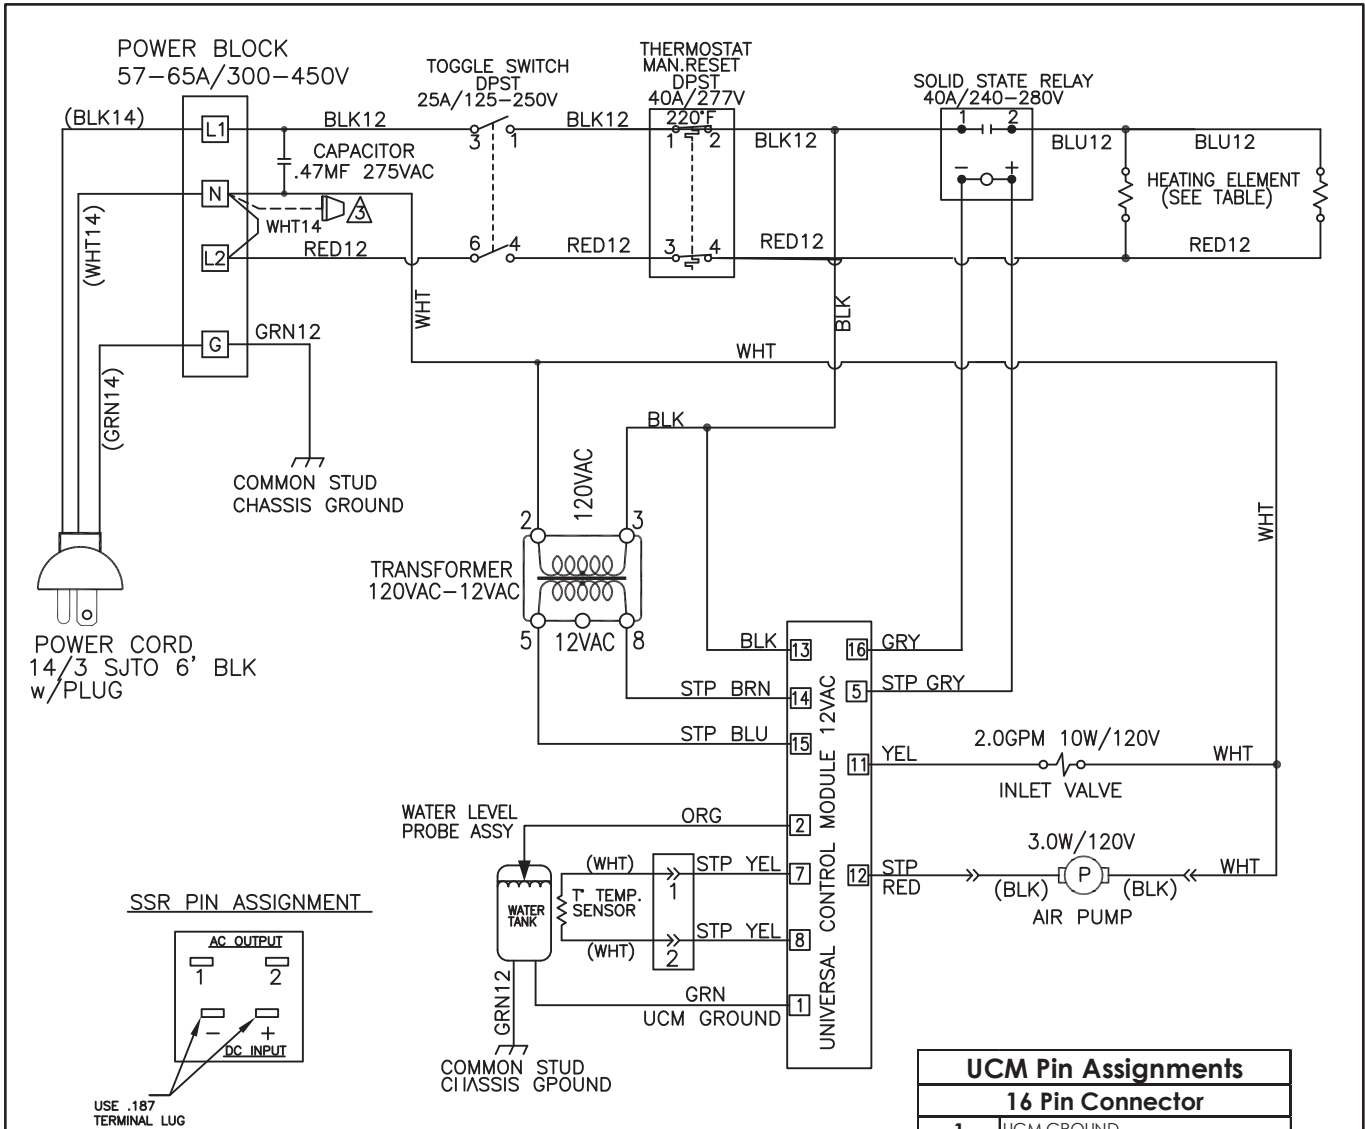 POWER BLOCK
57-65A/300-450V
TOGGLE SWITCH
DPST
25A/125-250V
THERMOSTAT
MAN.RESET
DPST
40A/277V
220°F
SOLID STATE RELAY
40A/240-280V
(BLK14)
L1
BLK12
3
1
BLK12
1
2
BLK12
1
2
BLU12
BLU12
CAPACITOR
.47MF 275VAC
-
+
HEATING ELEMENT
(SEE TABLE)
N
WHT14
3
(WHT14)
L2
RED12
6
4
RED12
3
4
RED12
RED12
WHT
BLK
G
GRN12
WHT
(GRN14)
COMMON STUD
CHASSIS GROUND
BLK
120VAC
WHT
2
3
TRANSFORMER
120VAC-12VAC
5
12VAC
8
POWER CORD
14/3 SJTO 6' BLK
w/PLUG
BLK
13
16
GRY
STP BRN
14
5
STP GRY
STP BLU
15
UNIVERSAL CONTROL MODULE 12VAC
11
YEL
2.0GPM 10W/120V
WHT
INLET VALVE
WATER LEVEL
PROBE ASSY
ORG
2
3.0W/120V
(WHT)
STP YEL
7
12
STP
RED
(BLK)
P
(BLK)
WHT
AIR PUMP
1
T° TEMP.
SENSOR
WATER
TANK
(WHT)
2
STP YEL
8
GRN12
GRN
1
UCM GROUND
COMMON STUD
CHASSIS GPOUND
SSR PIN ASSIGNMENT
AC OUTPUT
1
2
-
+
DC INPUT
USE .187
TERMINAL LUG
UCM Pin Assignments
16 Pin Connector
1
UCM GROUND